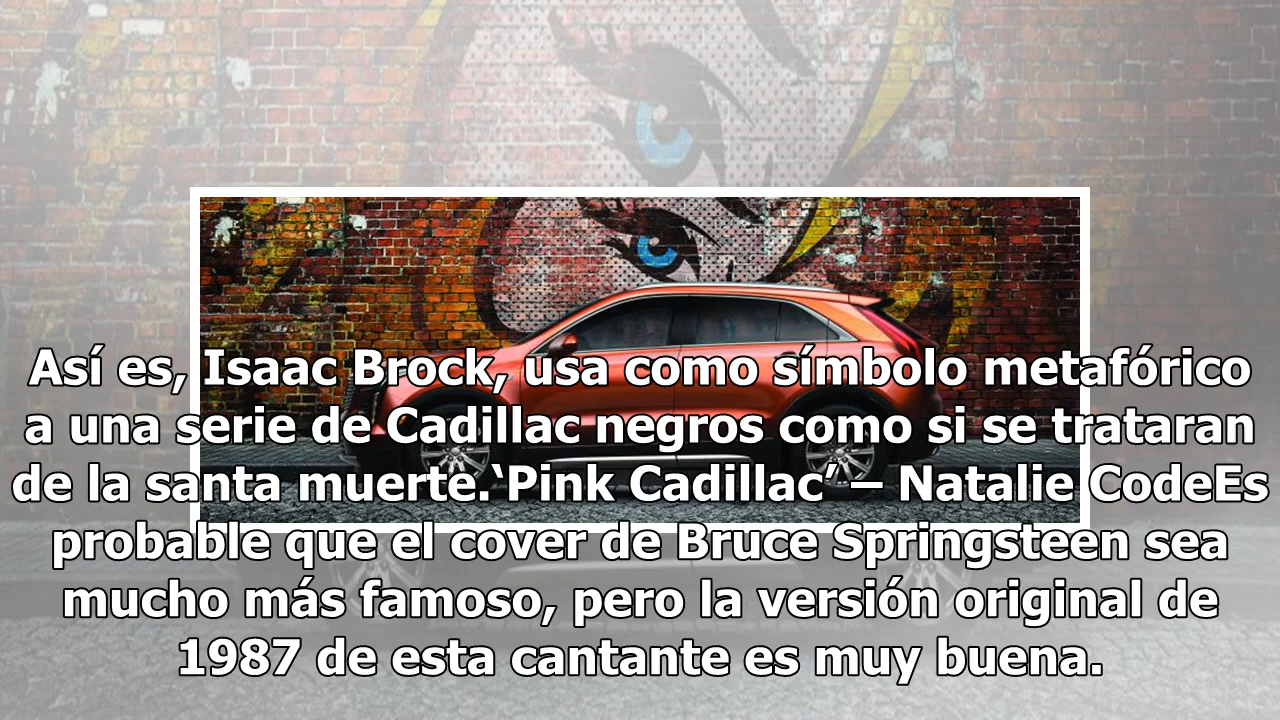 Así es, Isaac Brock, usa como símbolo metafórico
a una serie de Cadillac negros como si se trataran
de la santa muerte.‘Pink Cadillac’ – Natalie CodeEs
probable que el cover de Bruce Springsteen sea
mucho más famoso, pero la versión original de
1987 de esta cantante es muy buena.